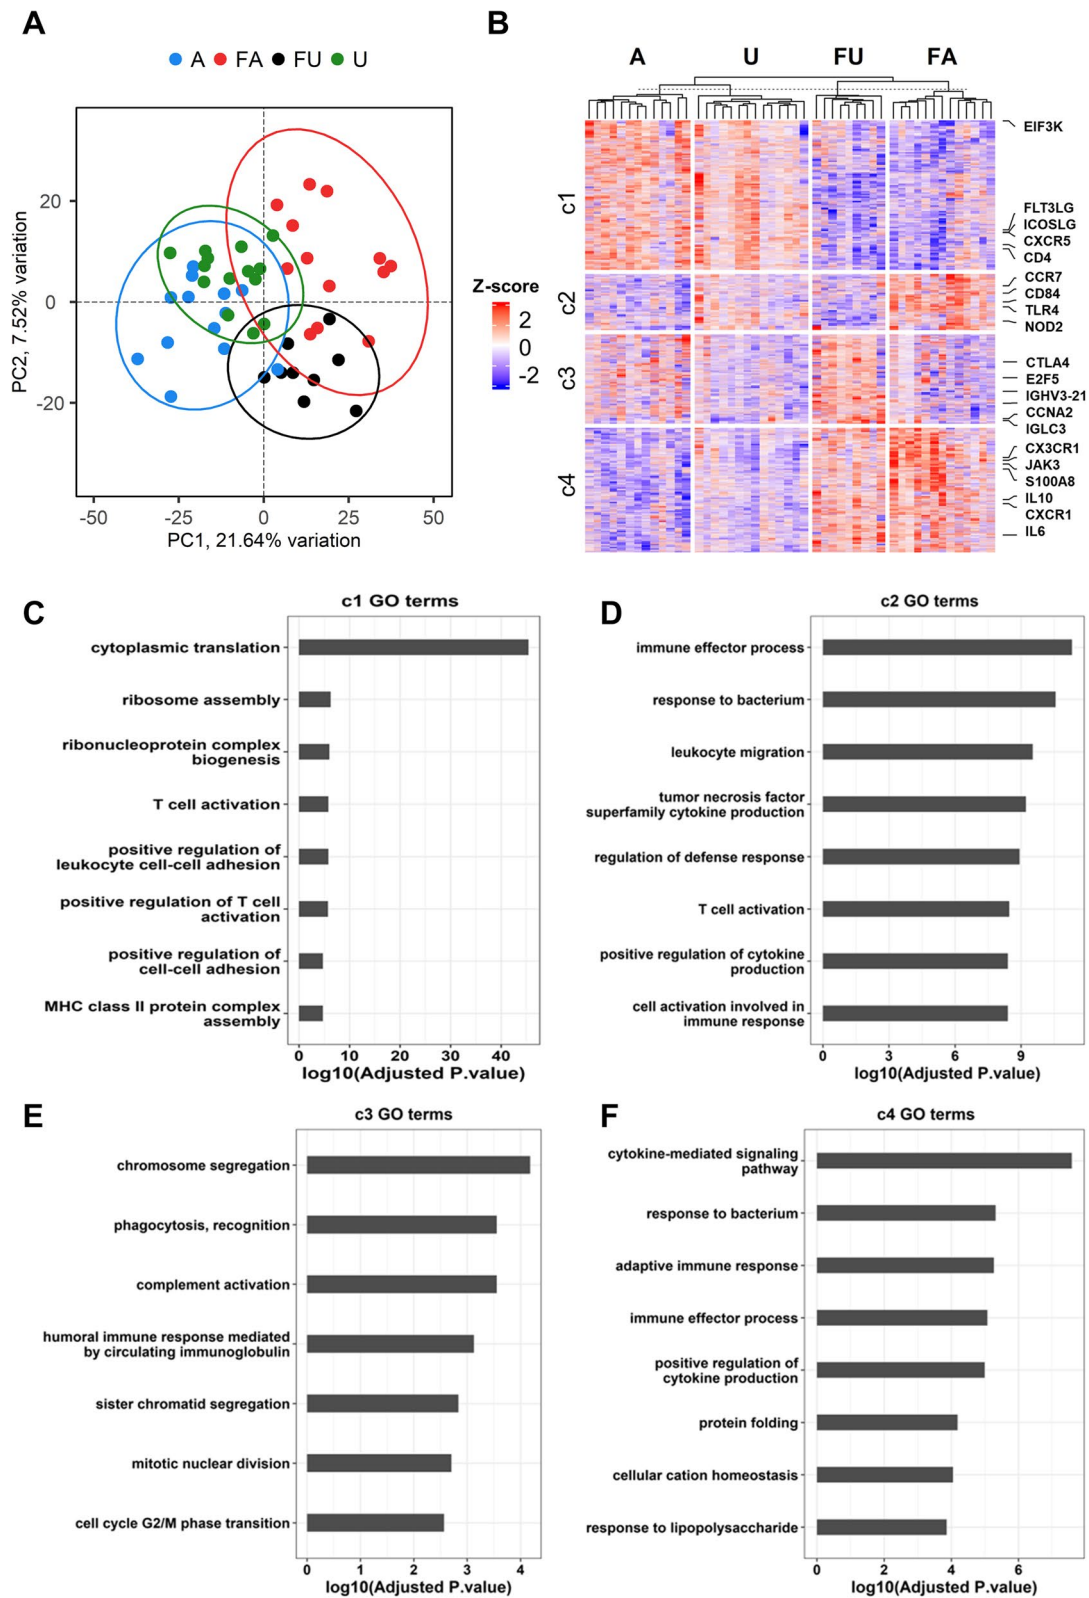 A
A FA FU U
20
0
-20
PC2, 7.52% variation
-50 -25 0 25 50
PC1, 21.64% variation
B
A U FU FA
c1
c2
c3
c4
Z-score
2
0
-2
EIF3K
FLT3LG
ICOSLG
CXCR5
CD4
CCR7
CD84
TLR4
NOD2
CTLA4
E2F5
IGHV3-21
CCNA2
IGLC3
CX3CR1
JAK3
S100A8
IL10
CXCR1
IL6
C
c1 GO terms
cytoplasmic translation
ribosome assembly
ribonucleoprotein complex
biogenesis
T cell activation
positive regulation of
leukocyte cell-cell adhesion
positive regulation of T cell
activation
positive regulation of
cell-cell adhesion
MHC class II protein complex
assembly
0 10 20 30 40
log10(Adjusted P.value)
D
c2 GO terms
immune effector process
response to bacterium
leukocyte migration
tumor necrosis factor
superfamily cytokine production
regulation of defense response
T cell activation
positive regulation of cytokine
production
cell activation involved in
immune response
0 3 6 9
log10(Adjusted P.value)
E
c3 GO terms
chromosome segregation
phagocytosis, recognition
complement activation
humoral immune response mediated
by circulating immunoglobulin
sister chromatid segregation
mitotic nuclear division
cell cycle G2/M phase transition
0 1 2 3 4
log10(Adjusted P.value)
F
c4 GO terms
cytokine-mediated signaling
pathway
response to bacterium
adaptive immune response
immune effector process
positive regulation of
cytokine production
protein folding
cellular cation homeostasis
response to lipopolysaccharide
0 2 4 6
log10(Adjusted P.value)